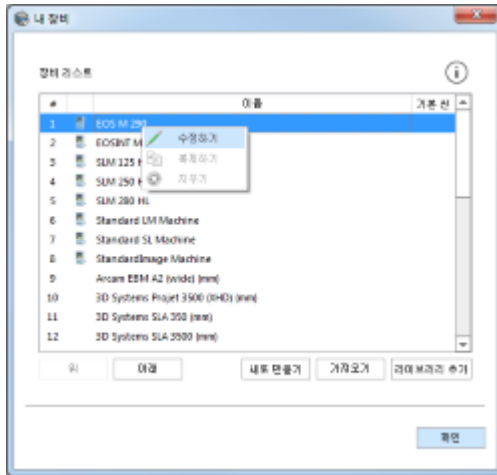 내 장비
장비 리스트
# 이름 기본 선
1 EOS M 290
2 EOSINT M
수정하기
3 SLM 125 H
복제하기
4 SLM 250 H
지우기
5 SLM 280 HL
6 Standard LM Machine
7 Standard SL Machine
8 StandardImage Machine
9 Arcam EBM A2 (wide) (mm)
10 3D Systems Projet 3500 (XHD) (mm)
11 3D Systems SLA 350 (mm)
12 3D Systems SLA 3500 (mm)
위 아래 새로 만들기 가져오기 라이브러리 추가
확인